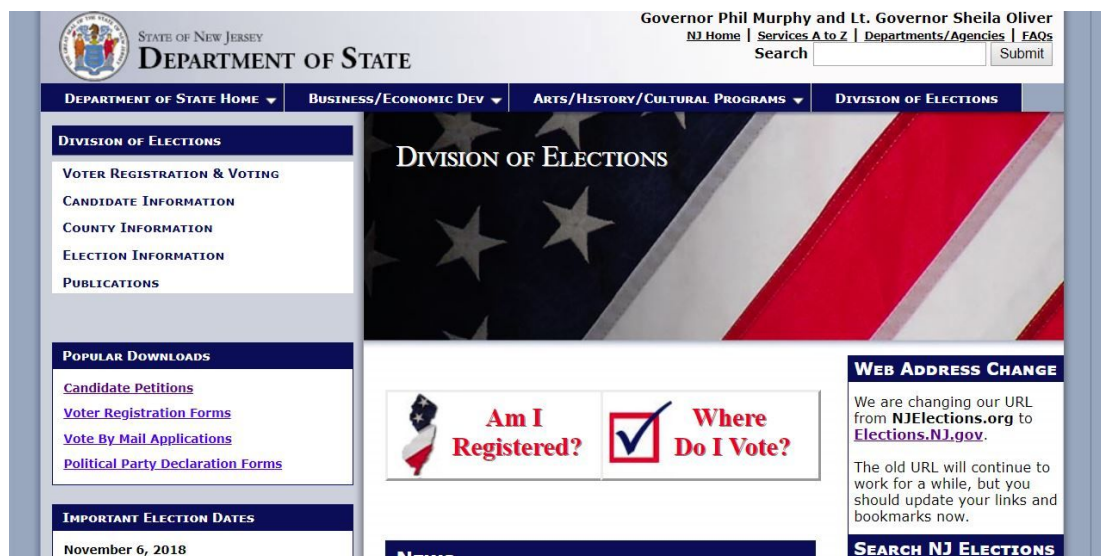 Governor Phil Murphy and Lt. Governor Sheila Oliver
NJ Home | Services A to Z | Departments/Agencies | FAQs
STATE OF NEW JERSEY
DEPARTMENT OF STATE
Search Submit
DEPARTMENT OF STATE HOME BUSINESS/ECONOMIC DEV ARTS/HISTORY/CULTURAL PROGRAMS DIVISION OF ELECTIONS
DIVISION OF ELECTIONS
VOTER REGISTRATION & VOTING
CANDIDATE INFORMATION
COUNTY INFORMATION
ELECTION INFORMATION
PUBLICATIONS
DIVISION OF ELECTIONS
POPULAR DOWNLOADS
Candidate Petitions
Voter Registration Forms
Vote By Mail Applications
Political Party Declaration Forms
IMPORTANT ELECTION DATES
November 6, 2018
Am I
Registered?
Where
Do I Vote?
NEWS
WEB ADDRESS CHANGE
We are changing our URL
from NJElections.org to
Elections.NJ.gov.
The old URL will continue to
work for a while, but you
should update your links and
bookmarks now.
SEARCH NJ ELECTIONS